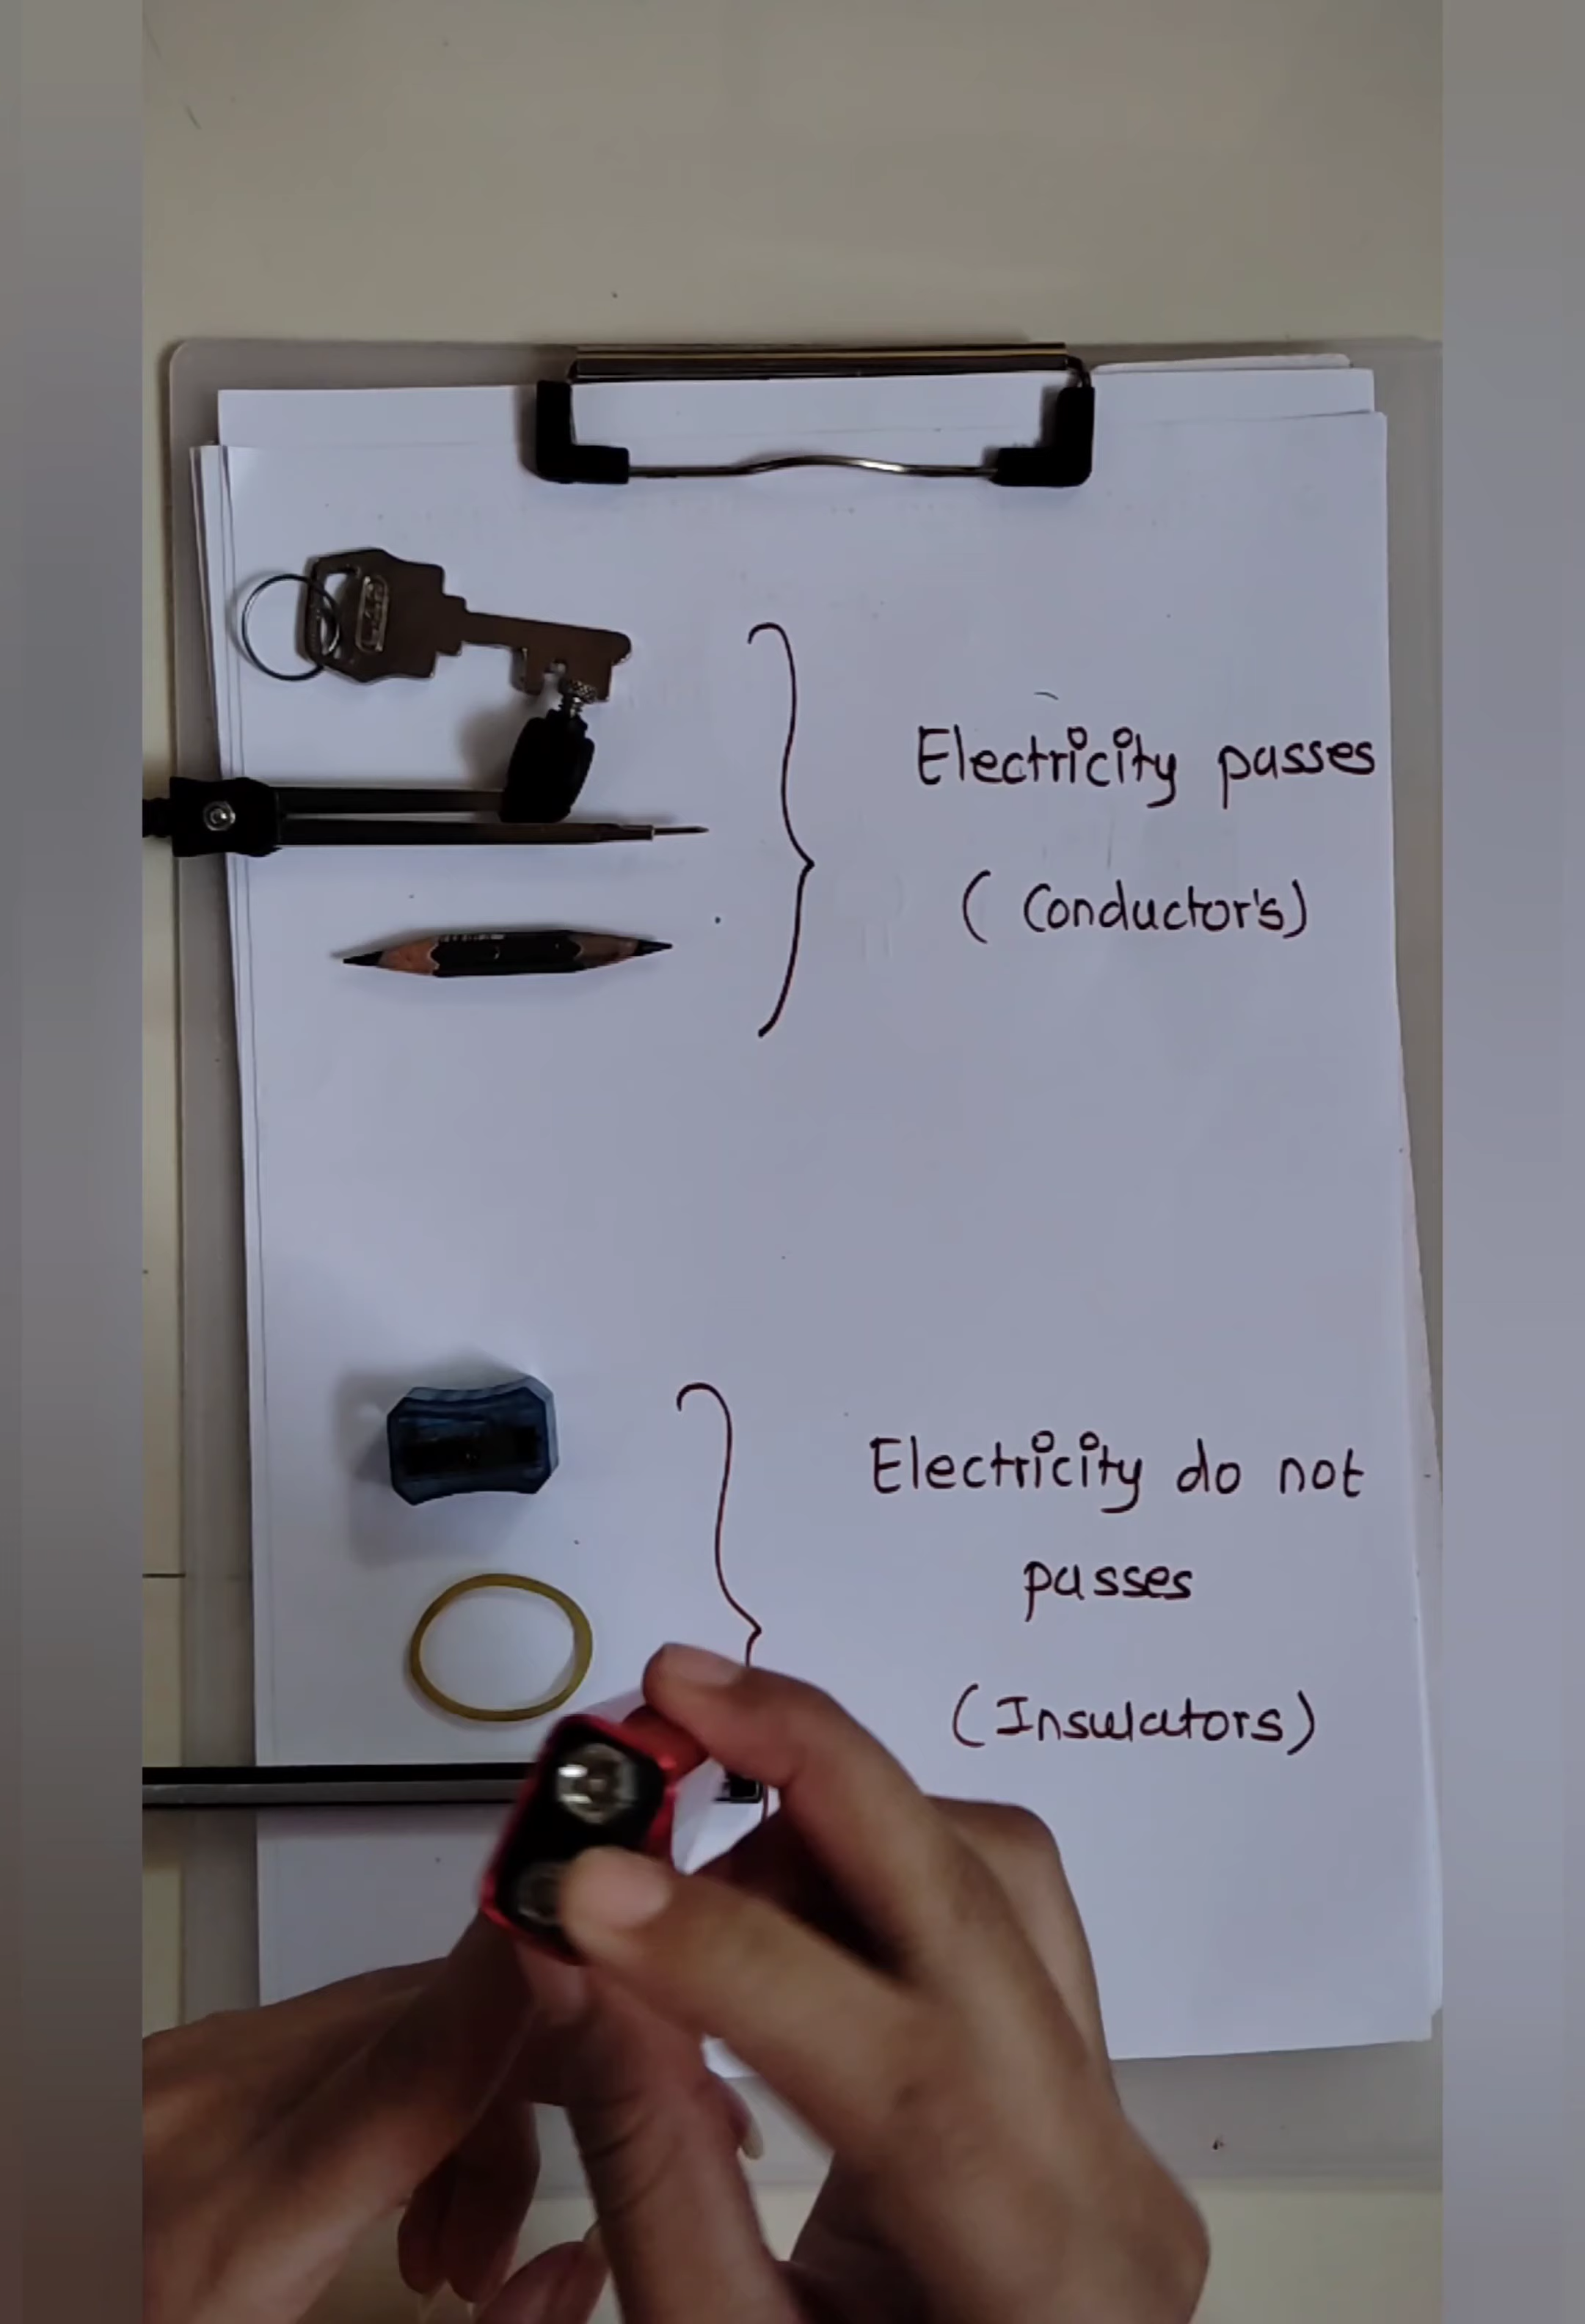 Electricity passes
( Conductor's)
Electricity do not
passes
(Insulators)